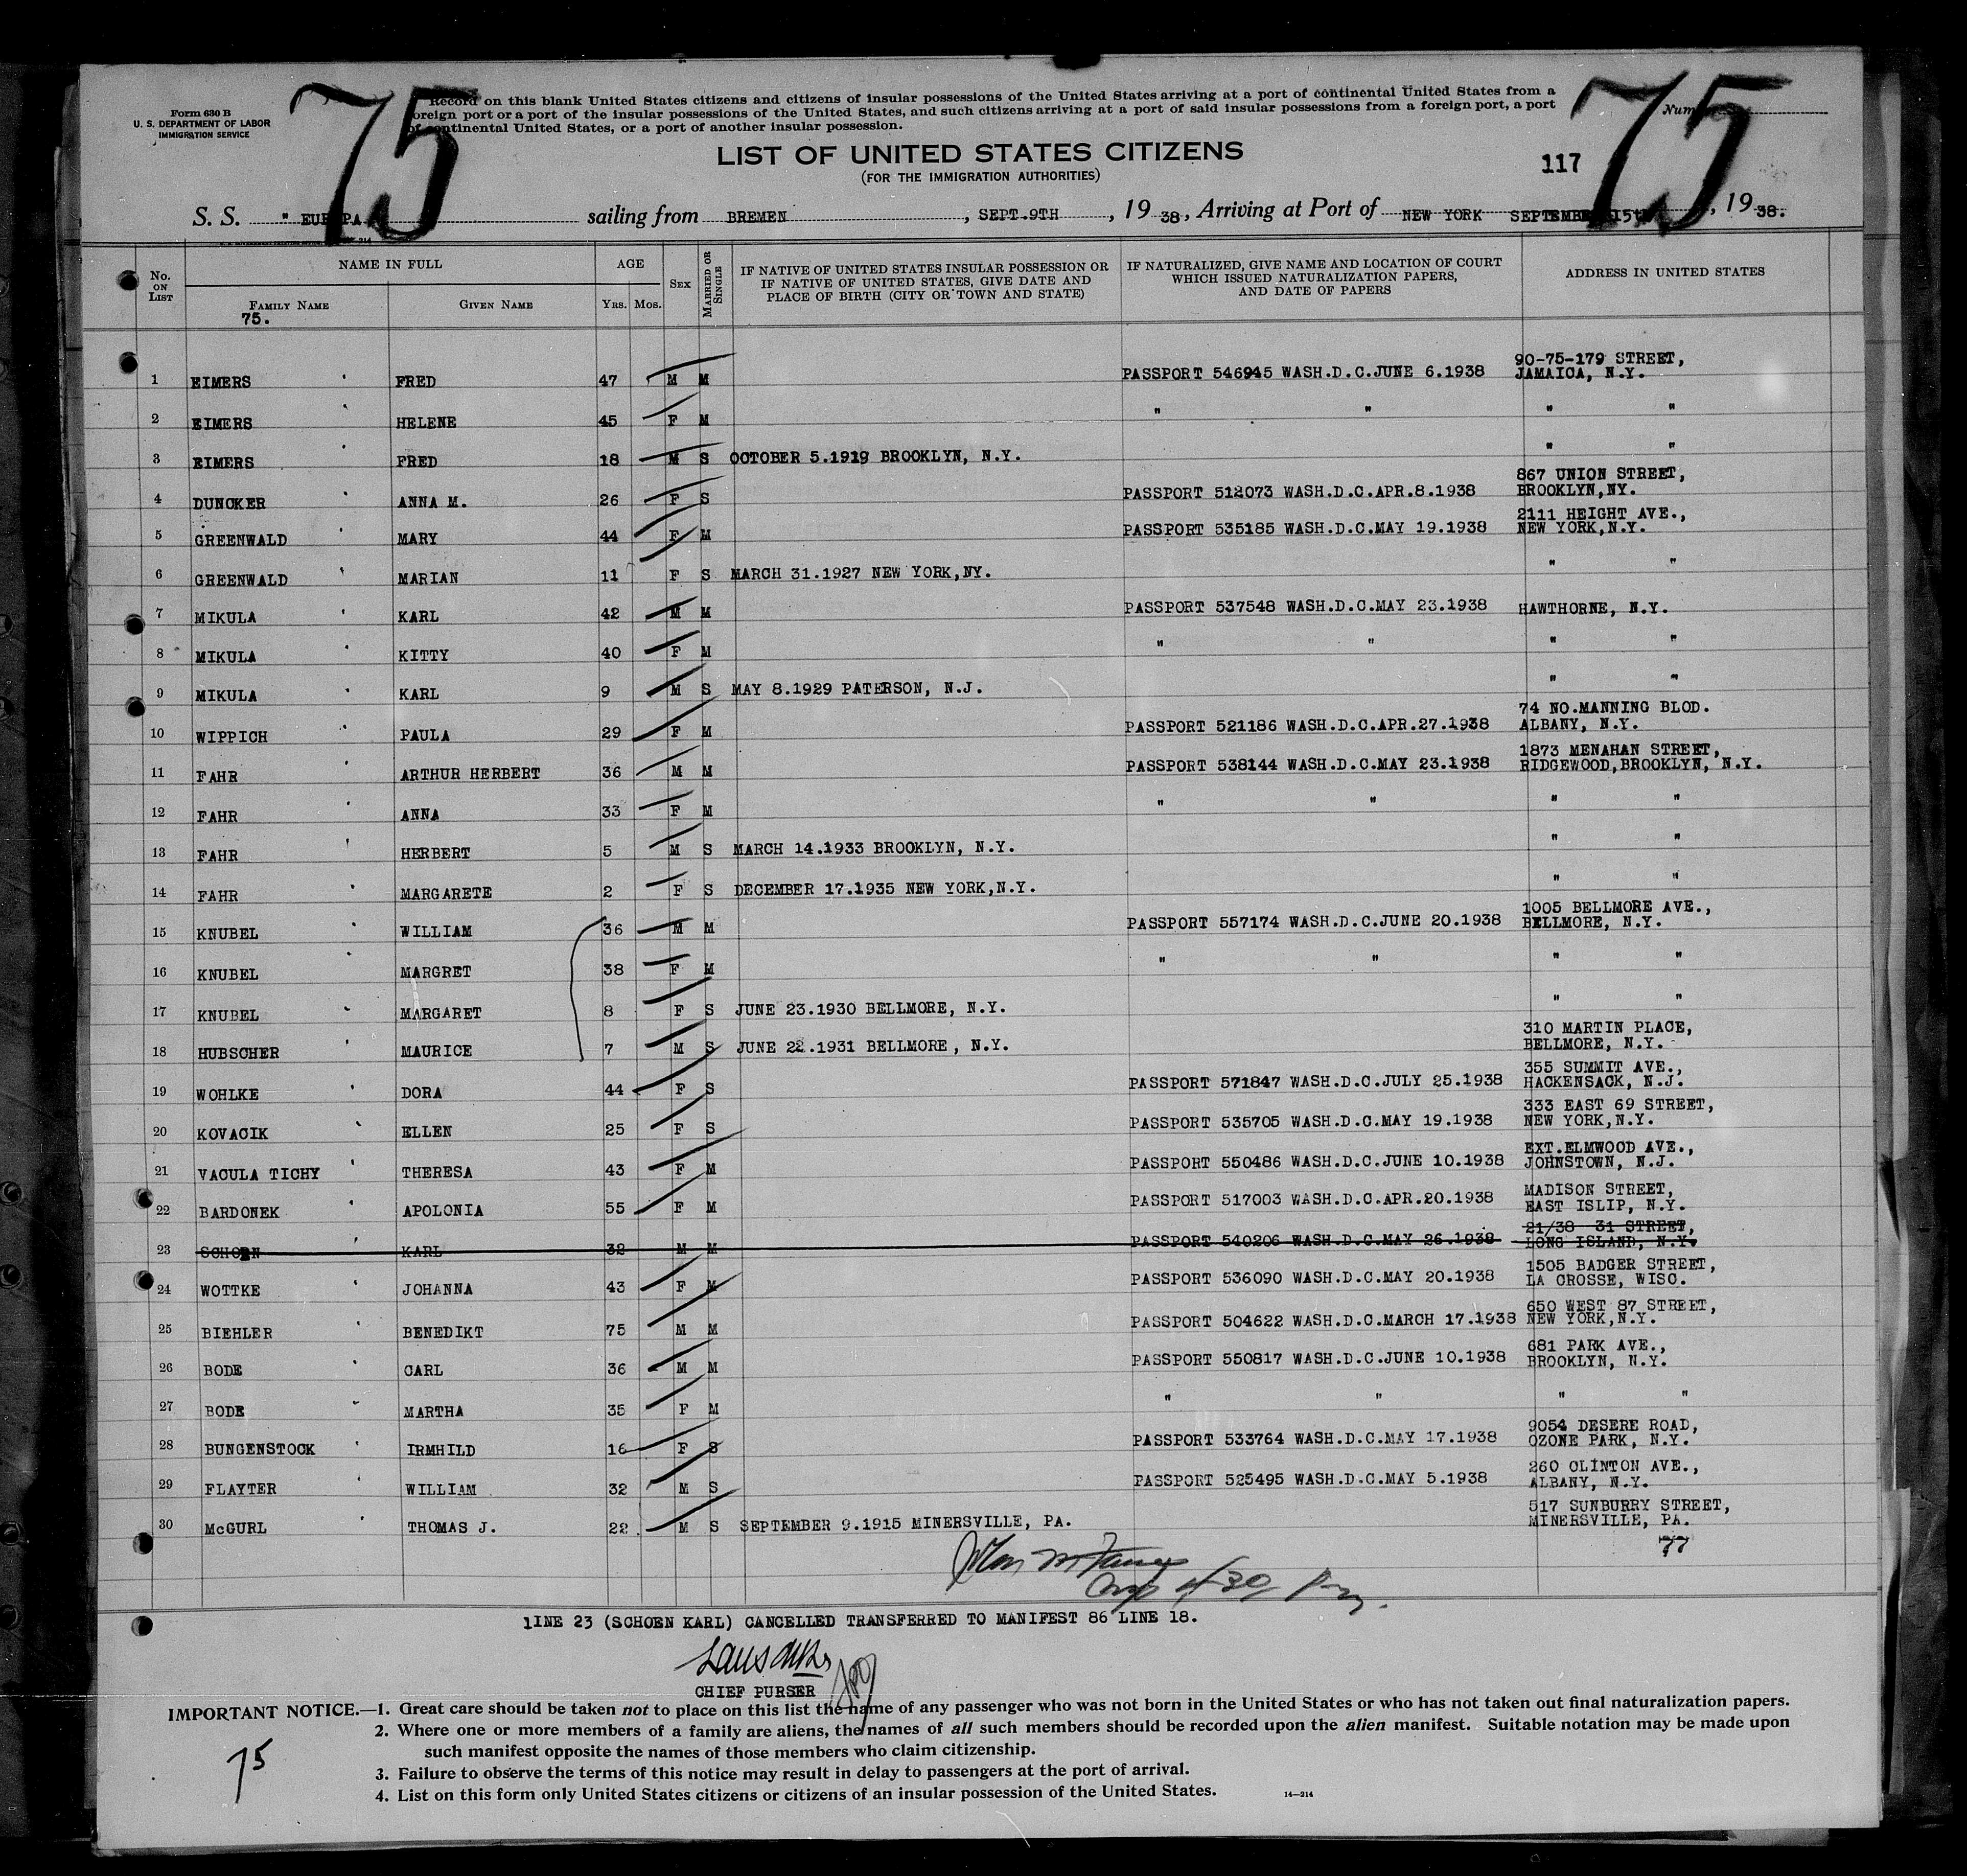 75 75
Form 630 B
U. S. DEPARTMENT OF LABOR
IMMIGRATION SERVICE
Record on this blank United States citizens and citizens of insular possessions of the United States arriving at a port of continental United States from a
foreign port or a port of the insular possessions of the United States, and such citizens arriving at a port of said insular possessions from a foreign port, a port
of continental United States, or a port of another insular possession.
LIST OF UNITED STATES CITIZENS
(FOR THE IMMIGRATION AUTHORITIES)
117
S. S. " EUROPA sailing from BREMEN, SEPT.9TH, 19 38, Arriving at Port of NEW YORK SEPTEMBER 15th, 19 38.
No. ON LIST NAME IN FULL AGE SEX MARRIED OR SINGLE IF NATIVE OF UNITED STATES INSULAR POSSESSION OR IF NATIVE OF UNITED STATES, GIVE DATE AND PLACE OF BIRTH (CITY OR TOWN AND STATE) IF NATURALIZED, GIVE NAME AND LOCATION OF COURT WHICH ISSUED NATURALIZATION PAPERS, AND DATE OF PAPERS ADDRESS IN UNITED STATES
FAMILY NAME GIVEN NAME YRS. MOS.
75.
90-75-179 STREET,
1 EIMERS FRED 47 M M PASSPORT 546945 WASH.D.C.JUNE 6.1938 JAMAICA, N.Y.
2 EIMERS HELENE 45 F M " " " "
3 EIMERS FRED 18 M S OCTOBER 5.1919 BROOKLYN, N.Y. " "
867 UNION STREET,
4 DUNCKER ANNA M. 26 F S PASSPORT 512073 WASH.D.C.APR.8.1938 BROOKLYN,NY.
2111 HEIGHT AVE.,
5 GREENWALD MARY 44 F M PASSPORT 535185 WASH.D.C.MAY 19.1938 NEW YORK,N.Y.
6 GREENWALD MARIAN 11 F S MARCH 31.1927 NEW YORK,NY. " "
7 MIKULA KARL 42 M M PASSPORT 537548 WASH.D.C.MAY 23.1938 HAWTHORNE, N.Y.
8 MIKULA KITTY 40 F M " " " "
9 MIKULA KARL 9 M S MAY 8.1929 PATERSON, N.J. " "
74 NO.MANNING BLOD.
10 WIPPICH PAULA 29 F M PASSPORT 521186 WASH.D.C.APR.27.1938 ALBANY, N.Y.
1873 MENAHAN STREET,
11 FAHR ARTHUR HERBERT 36 M M PASSPORT 538144 WASH.D.C.MAY 23.1938 RIDGEWOOD,BROOKLYN, N.Y.
12 FAHR ANNA 33 F M " " " "
13 FAHR HERBERT 5 M S MARCH 14.1933 BROOKLYN, N.Y. " "
14 FAHR MARGARETE 2 F S DECEMBER 17.1935 NEW YORK,N.Y. " "
1005 BELLMORE AVE.,
15 KNUBEL WILLIAM 36 M M PASSPORT 557174 WASH.D.C.JUNE 20.1938 BELLMORE, N.Y.
16 KNUBEL MARGRET 38 F M " " " "
17 KNUBEL MARGARET 8 F S JUNE 23.1930 BELLMORE, N.Y. " "
310 MARTIN PLACE,
18 HUBSCHER MAURICE 7 M S JUNE 22.1931 BELLMORE, N.Y. BELLMORE, N.Y.
355 SUMMIT AVE.,
19 WOHLKE DORA 44 F S PASSPORT 571847 WASH.D.C.JULY 25.1938 HACKENSACK, N.J.
333 EAST 69 STREET,
20 KOVACIK ELLEN 25 F S PASSPORT 535705 WASH.D.C.MAY 19.1938 NEW YORK,N.Y.
EXT.ELMWOOD AVE.,
21 VACULA TICHY THERESA 43 F M PASSPORT 550486 WASH.D.C.JUNE 10.1938 JOHNSTOWN, N.J.
MADISON STREET,
22 BARDONEK APOLONIA 55 F M PASSPORT 517003 WASH.D.C.APR.20.1938 EAST ISLIP, N.Y.
21/38 31 STREET,
23 SCHOEN KARL 32 M M PASSPORT 540206 WASH.D.C.MAY 26.1938 LONG ISLAND, N.Y.
1505 BADGER STREET,
24 WOTTKE JOHANNA 43 F M PASSPORT 536090 WASH.D.C.MAY 20.1938 LA CROSSE, WISC.
650 WEST 87 STREET,
25 BIEHLER BENEDIKT 75 M M PASSPORT 504622 WASH.D.C.MARCH 17.1938 NEW YORK,N.Y.
681 PARK AVE.,
26 BODE CARL 36 M M PASSPORT 550817 WASH.D.C.JUNE 10.1938 BROOKLYN, N.Y.
27 BODE MARTHA 35 F M " " " "
9054 DESERE ROAD,
28 BUNGENSTOCK IRMHILD 16 F S PASSPORT 533764 WASH.D.C.MAY 17.1938 OZONE PARK, N.Y.
260 CLINTON AVE.,
29 FLAYTER WILLIAM 32 M S PASSPORT 525495 WASH.D.C.MAY 5.1938 ALBANY, N.Y.
517 SUNBURRY STREET,
30 McGURL THOMAS J. 22 M S SEPTEMBER 9.1915 MINERSVILLE, PA. MINERSVILLE, PA.
77
lINE 23 (SCHOEN KARL) CANCELLED TRANSFERRED TO MANIFEST 86 LINE 18.
CHIEF PURSER
IMPORTANT NOTICE.—1. Great care should be taken not to place on this list the name of any passenger who was not born in the United States or who has not taken out final naturalization papers.
2. Where one or more members of a family are aliens, the names of all such members should be recorded upon the alien manifest. Suitable notation may be made upon
such manifest opposite the names of those members who claim citizenship.
3. Failure to observe the terms of this notice may result in delay to passengers at the port of arrival.
4. List on this form only United States citizens or citizens of an insular possession of the United States. 14—214
75